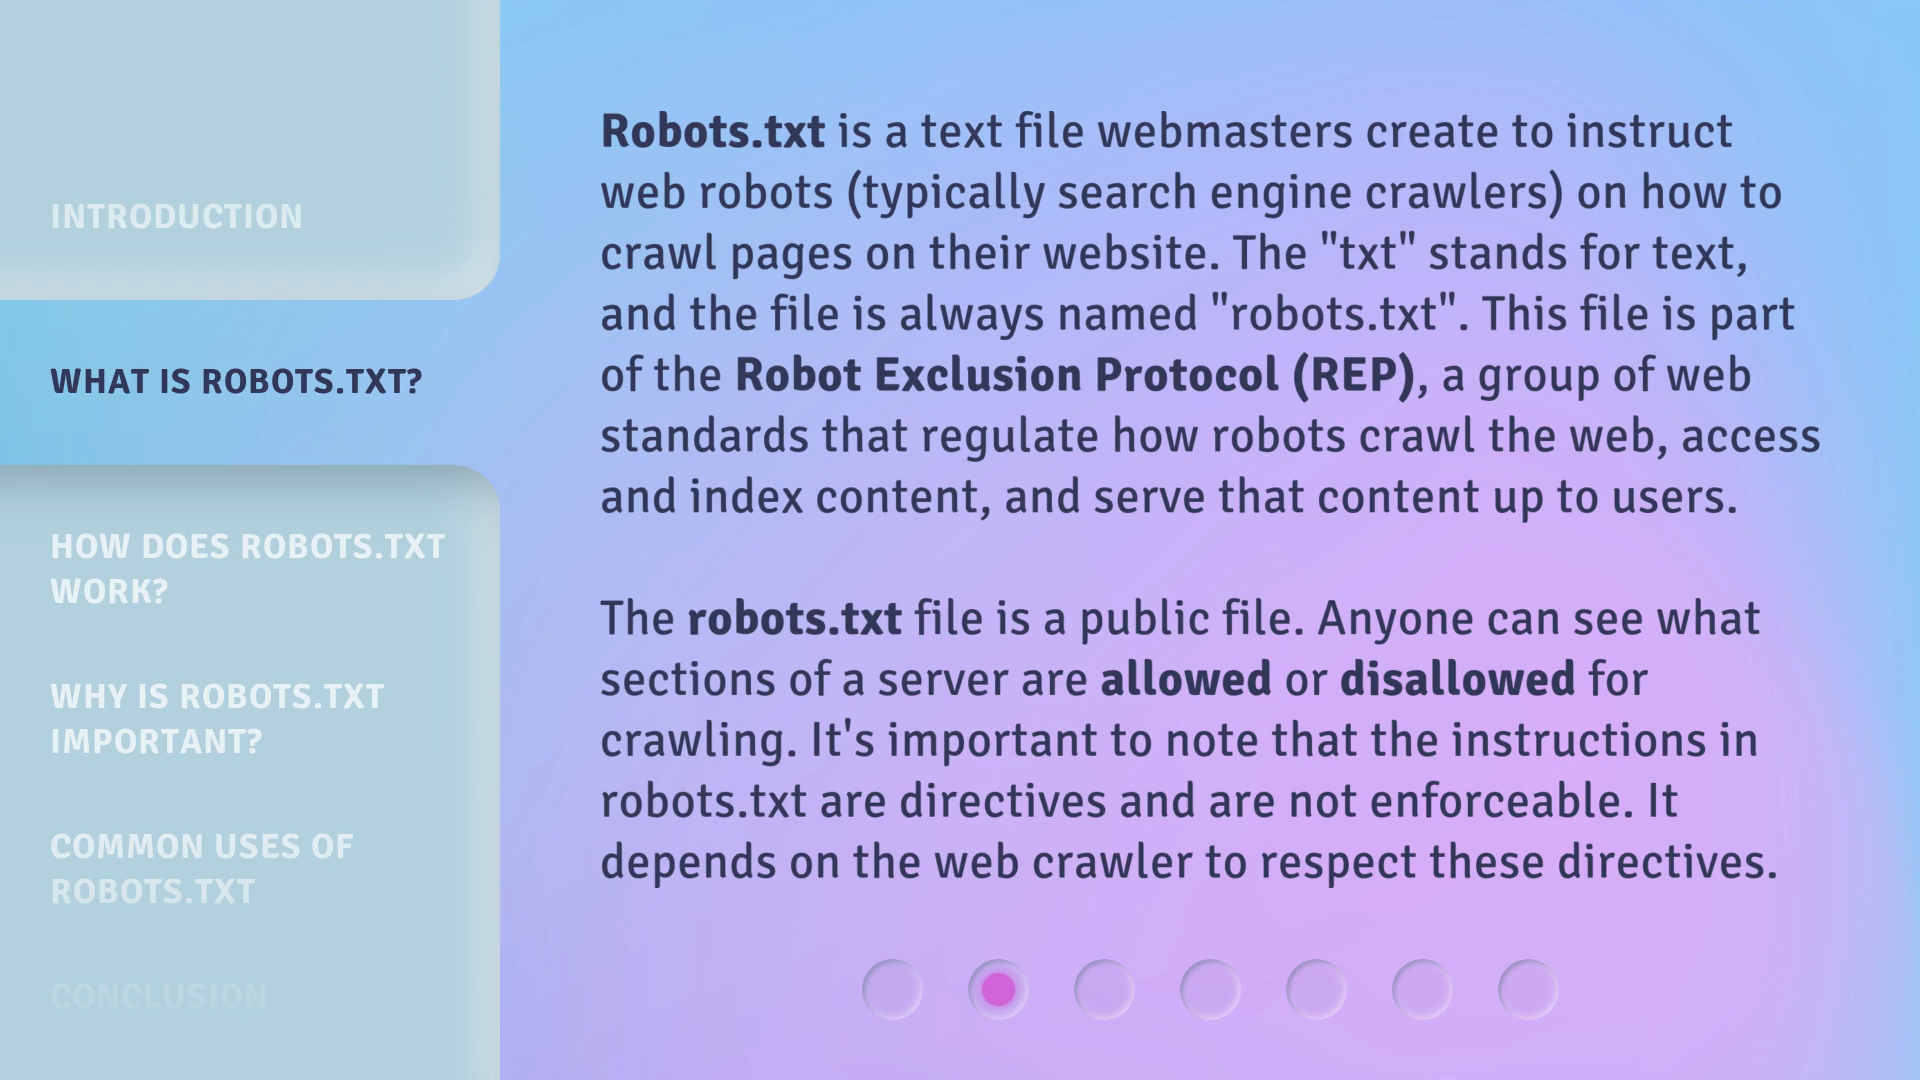 INTRODUCTION
WHAT IS ROBOTS.TXT?
HOW DOES ROBOTS.TXT
WORK?
WHY IS ROBOTS.TXT
IMPORTANT?
COMMON USES OF
ROBOTS.TXT
CONCLUSION
Robots.txt is a text file webmasters create to instruct
web robots (typically search engine crawlers) on how to
crawl pages on their website. The "txt" stands for text,
and the file is always named "robots.txt". This file is part
of the Robot Exclusion Protocol (REP), a group of web
standards that regulate how robots crawl the web, access
and index content, and serve that content up to users.
The robots.txt file is a public file. Anyone can see what
sections of a server are allowed or disallowed for
crawling. It's important to note that the instructions in
robots.txt are directives and are not enforceable. It
depends on the web crawler to respect these directives.